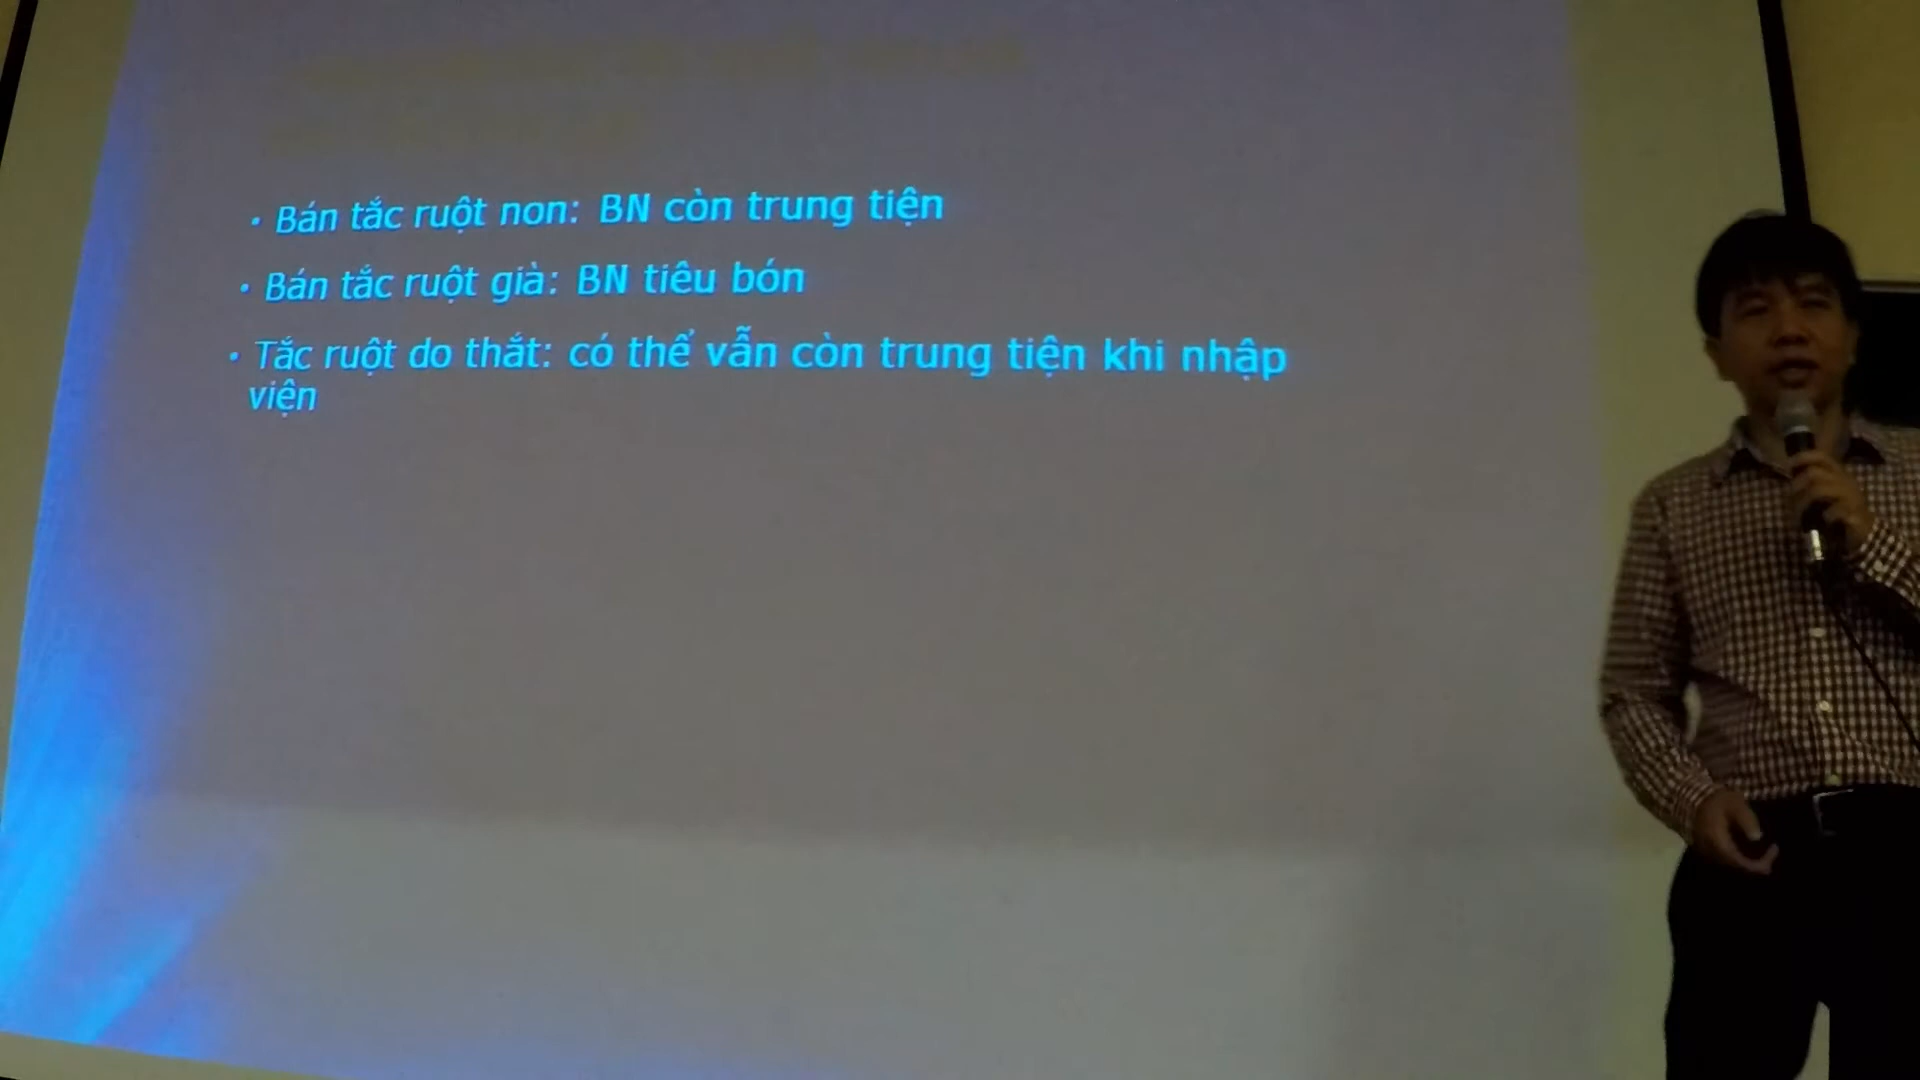 • Bán tắc ruột non: BN còn trung tiện
• Bán tắc ruột già: BN tiêu bón
• Tắc ruột do thắt: có thể vẫn còn trung tiện khi nhập
viện